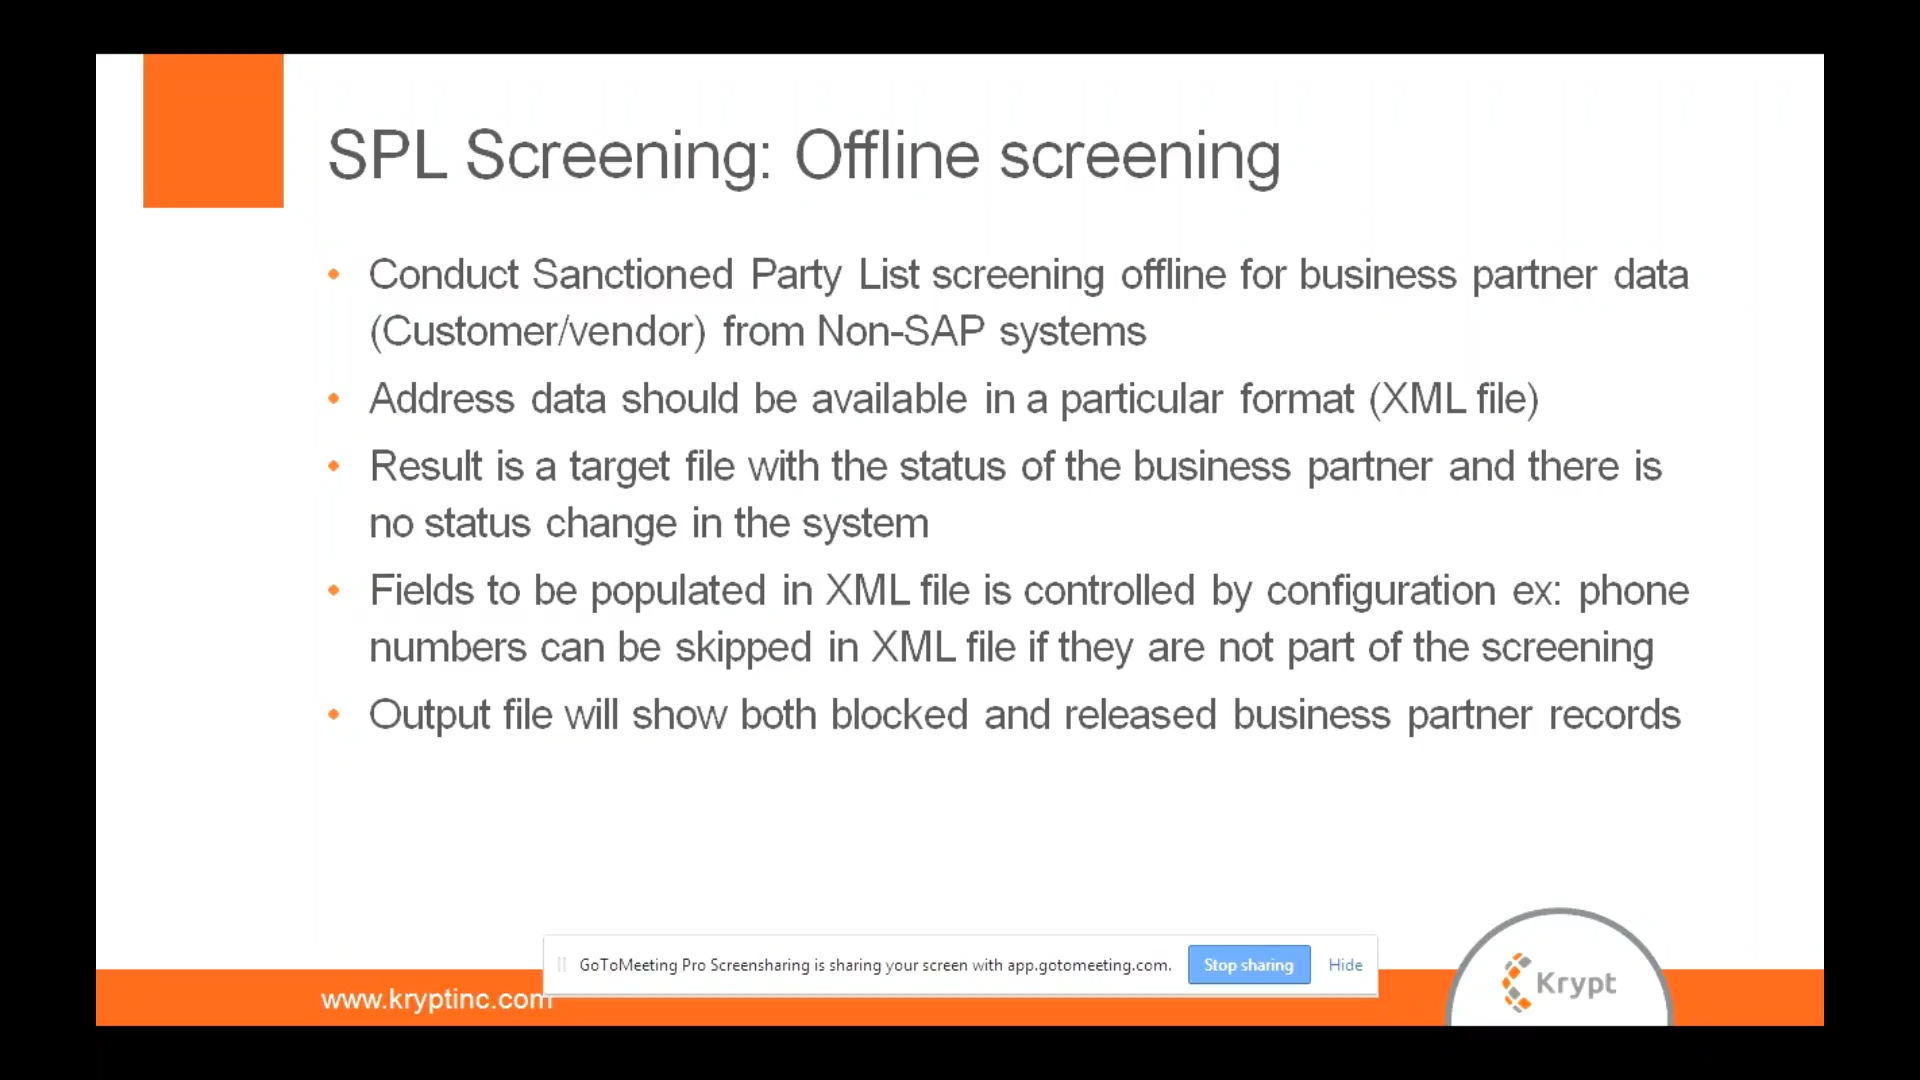 SPL Screening: Offline screening
• Conduct Sanctioned Party List screening offline for business partner data
(Customer/vendor) from Non-SAP systems
• Address data should be available in a particular format (XML file)
• Result is a target file with the status of the business partner and there is
no status change in the system
• Fields to be populated in XML file is controlled by configuration ex: phone
numbers can be skipped in XML file if they are not part of the screening
• Output file will show both blocked and released business partner records
GoToMeeting Pro Screensharing is sharing your screen with app.gotomeeting.com. Stop sharing Hide
www.kryptinc.com
Krypt